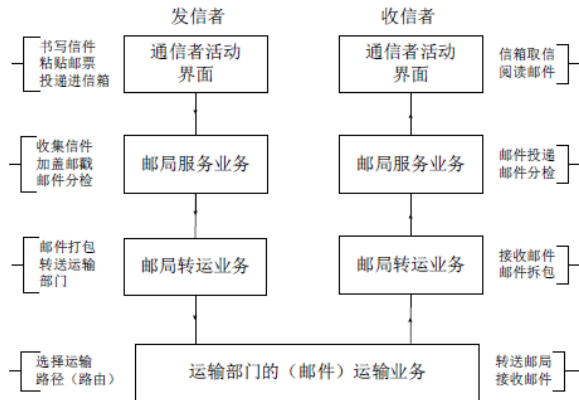 发信者 收信者
书写信件
粘贴邮票
投递进信箱
通信者活动
界面
通信者活动
界面
信箱取信
阅读邮件
收集信件
加盖邮戳
邮件分检
邮局服务业务
邮局服务业务
邮件投递
邮件分检
邮件打包
转送运输
部门
邮局转运业务
邮局转运业务
接收邮件
邮件拆包
选择运输
路径（路由）
运输部门的（邮件）运输业务
转送邮局
接收邮件